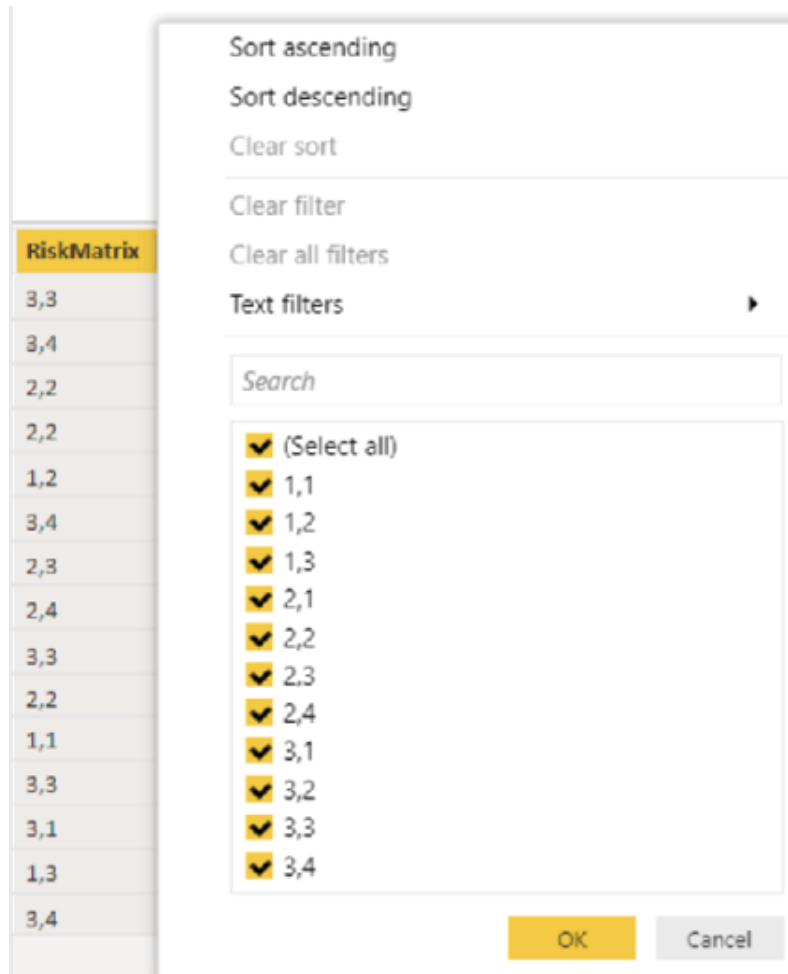 Sort ascending
Sort descending
Clear sort
Clear filter
Clear all filters
Text filters
Search
(Select all)
1,1
1,2
1,3
2,1
2,2
2,3
2,4
3,1
3,2
3,3
3,4
OK Cancel
RiskMatrix
3,3
3,4
2,2
2,2
1,2
3,4
2,3
2,4
3,3
2,2
1,1
3,3
3,1
1,3
3,4